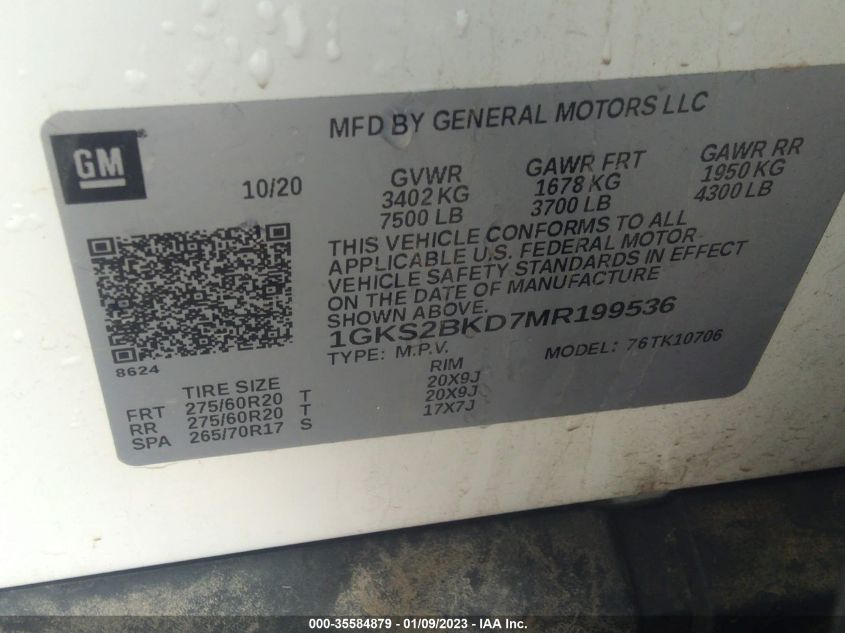 MFD BY GENERAL MOTORS LLC
GM
10/20
GVWR
3402 KG
7500 LB
GAWR FRT
1678 KG
3700 LB
GAWR RR
1950 KG
4300 LB
THIS VEHICLE CONFORMS TO ALL
APPLICABLE U.S. FEDERAL MOTOR
VEHICLE SAFETY STANDARDS IN EFFECT
ON THE DATE OF MANUFACTURE
SHOWN ABOVE.
1GKS2BKD7MR199536
TYPE: M.P.V. MODEL: 76TK10706
8624
TIRE SIZE RIM
FRT 275/60R20 T 20X9J
RR 275/60R20 T 20X9J
SPA 265/70R17 S 17X7J
000-35584879 - 01/09/2023 - IAA Inc.